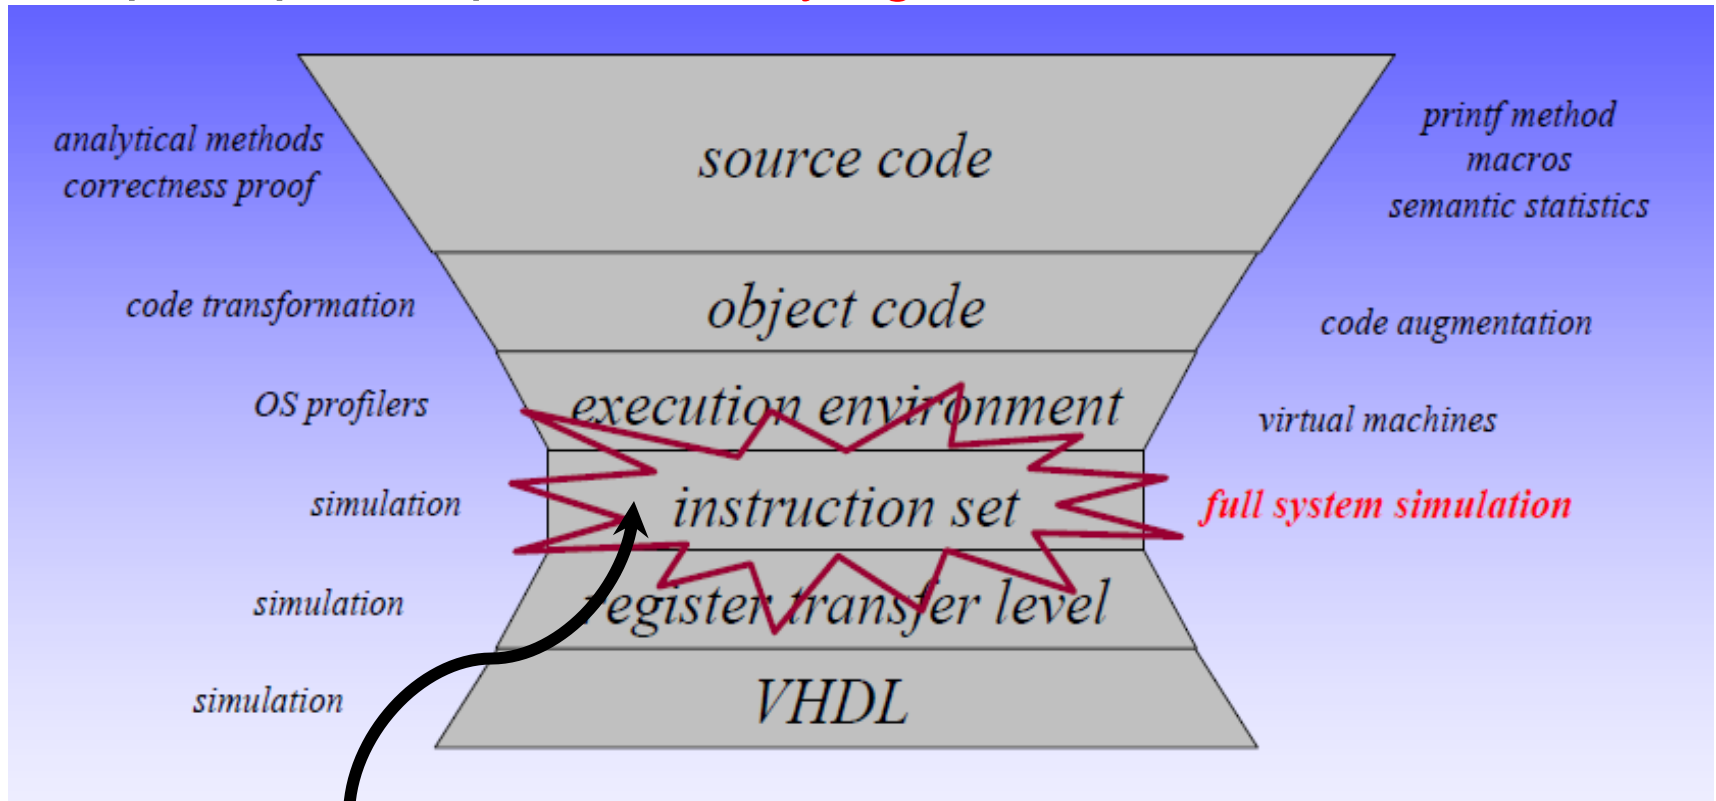 analytical methods
correctness proof
source code
printf method
macros
semantic statistics
code transformation
object code
code augmentation
OS profilers
execution environment
virtual machines
simulation
instruction set
full system simulation
simulation
register transfer level
simulation
VHDL